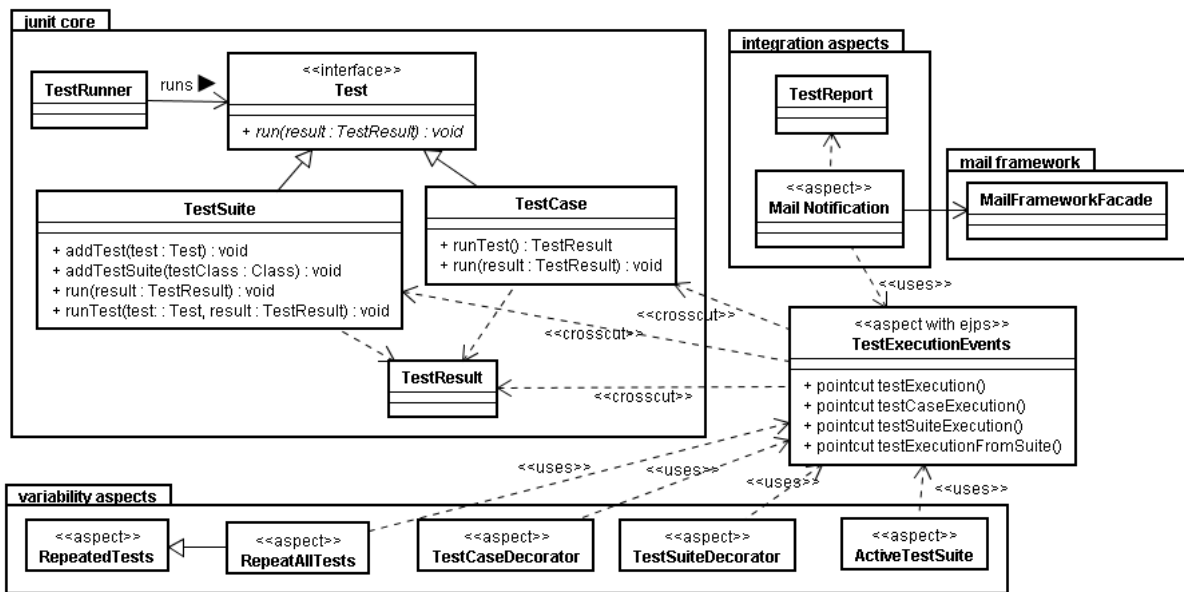 junit core
TestRunner
runs
<<interface>>
Test
+ run(result : TestResult) : void
TestSuite
+ addTest(test : Test) : void
+ addTestSuite(testClass : Class) : void
+ run(result : TestResult) : void
+ runTest(test: : Test, result : TestResult) : void
TestCase
+ runTest() : TestResult
+ run(result : TestResult) : void
TestResult
integration aspects
TestReport
<<aspect>>
Mail Notification
mail framework
MailFrameworkFacade
<<uses>>
<<crosscut>>
<<crosscut>>
<<crosscut>>
<<aspect with ejps>>
TestExecutionEvents
+ pointcut testExecution()
+ pointcut testCaseExecution()
+ pointcut testSuiteExecution()
+ pointcut testExecutionFromSuite()
<<uses>>
<<uses>>
<<uses>>
<<uses>>
variability aspects
<<aspect>>
RepeatedTests
<<aspect>>
RepeatAllTests
<<aspect>>
TestCaseDecorator
<<aspect>>
TestSuiteDecorator
<<aspect>>
ActiveTestSuite